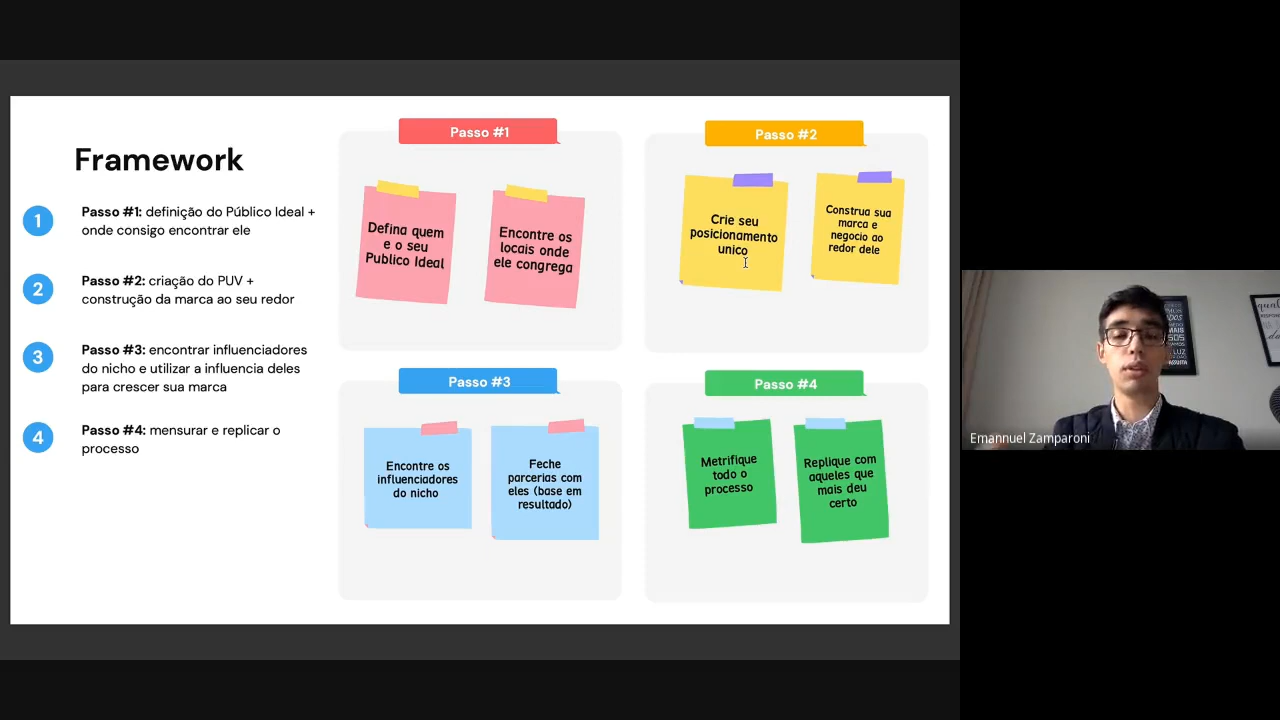 Framework
1
Passo #1: definição do Público Ideal +
onde consigo encontrar ele
2
Passo #2: criação do PUV +
construção da marca ao seu redor
3
Passo #3: encontrar influenciadores
do nicho e utilizar a influencia deles
para crescer sua marca
4
Passo #4: mensurar e replicar o
processo
Passo #1
Defina quem
e o seu
Publico Ideal
Encontre os
locais onde
ele congrega
Passo #2
Crie seu
posicionamento
unico
Construa sua
marca e
negocio ao
redor dele
Passo #3
Encontre os
influenciadores
do nicho
Feche
parcerias com
eles (base em
resultado)
Passo #4
Metrifique
todo o
processo
Replique com
aqueles que
mais deu
certo
MAIS
LUZ
Emannuel Zamparoni